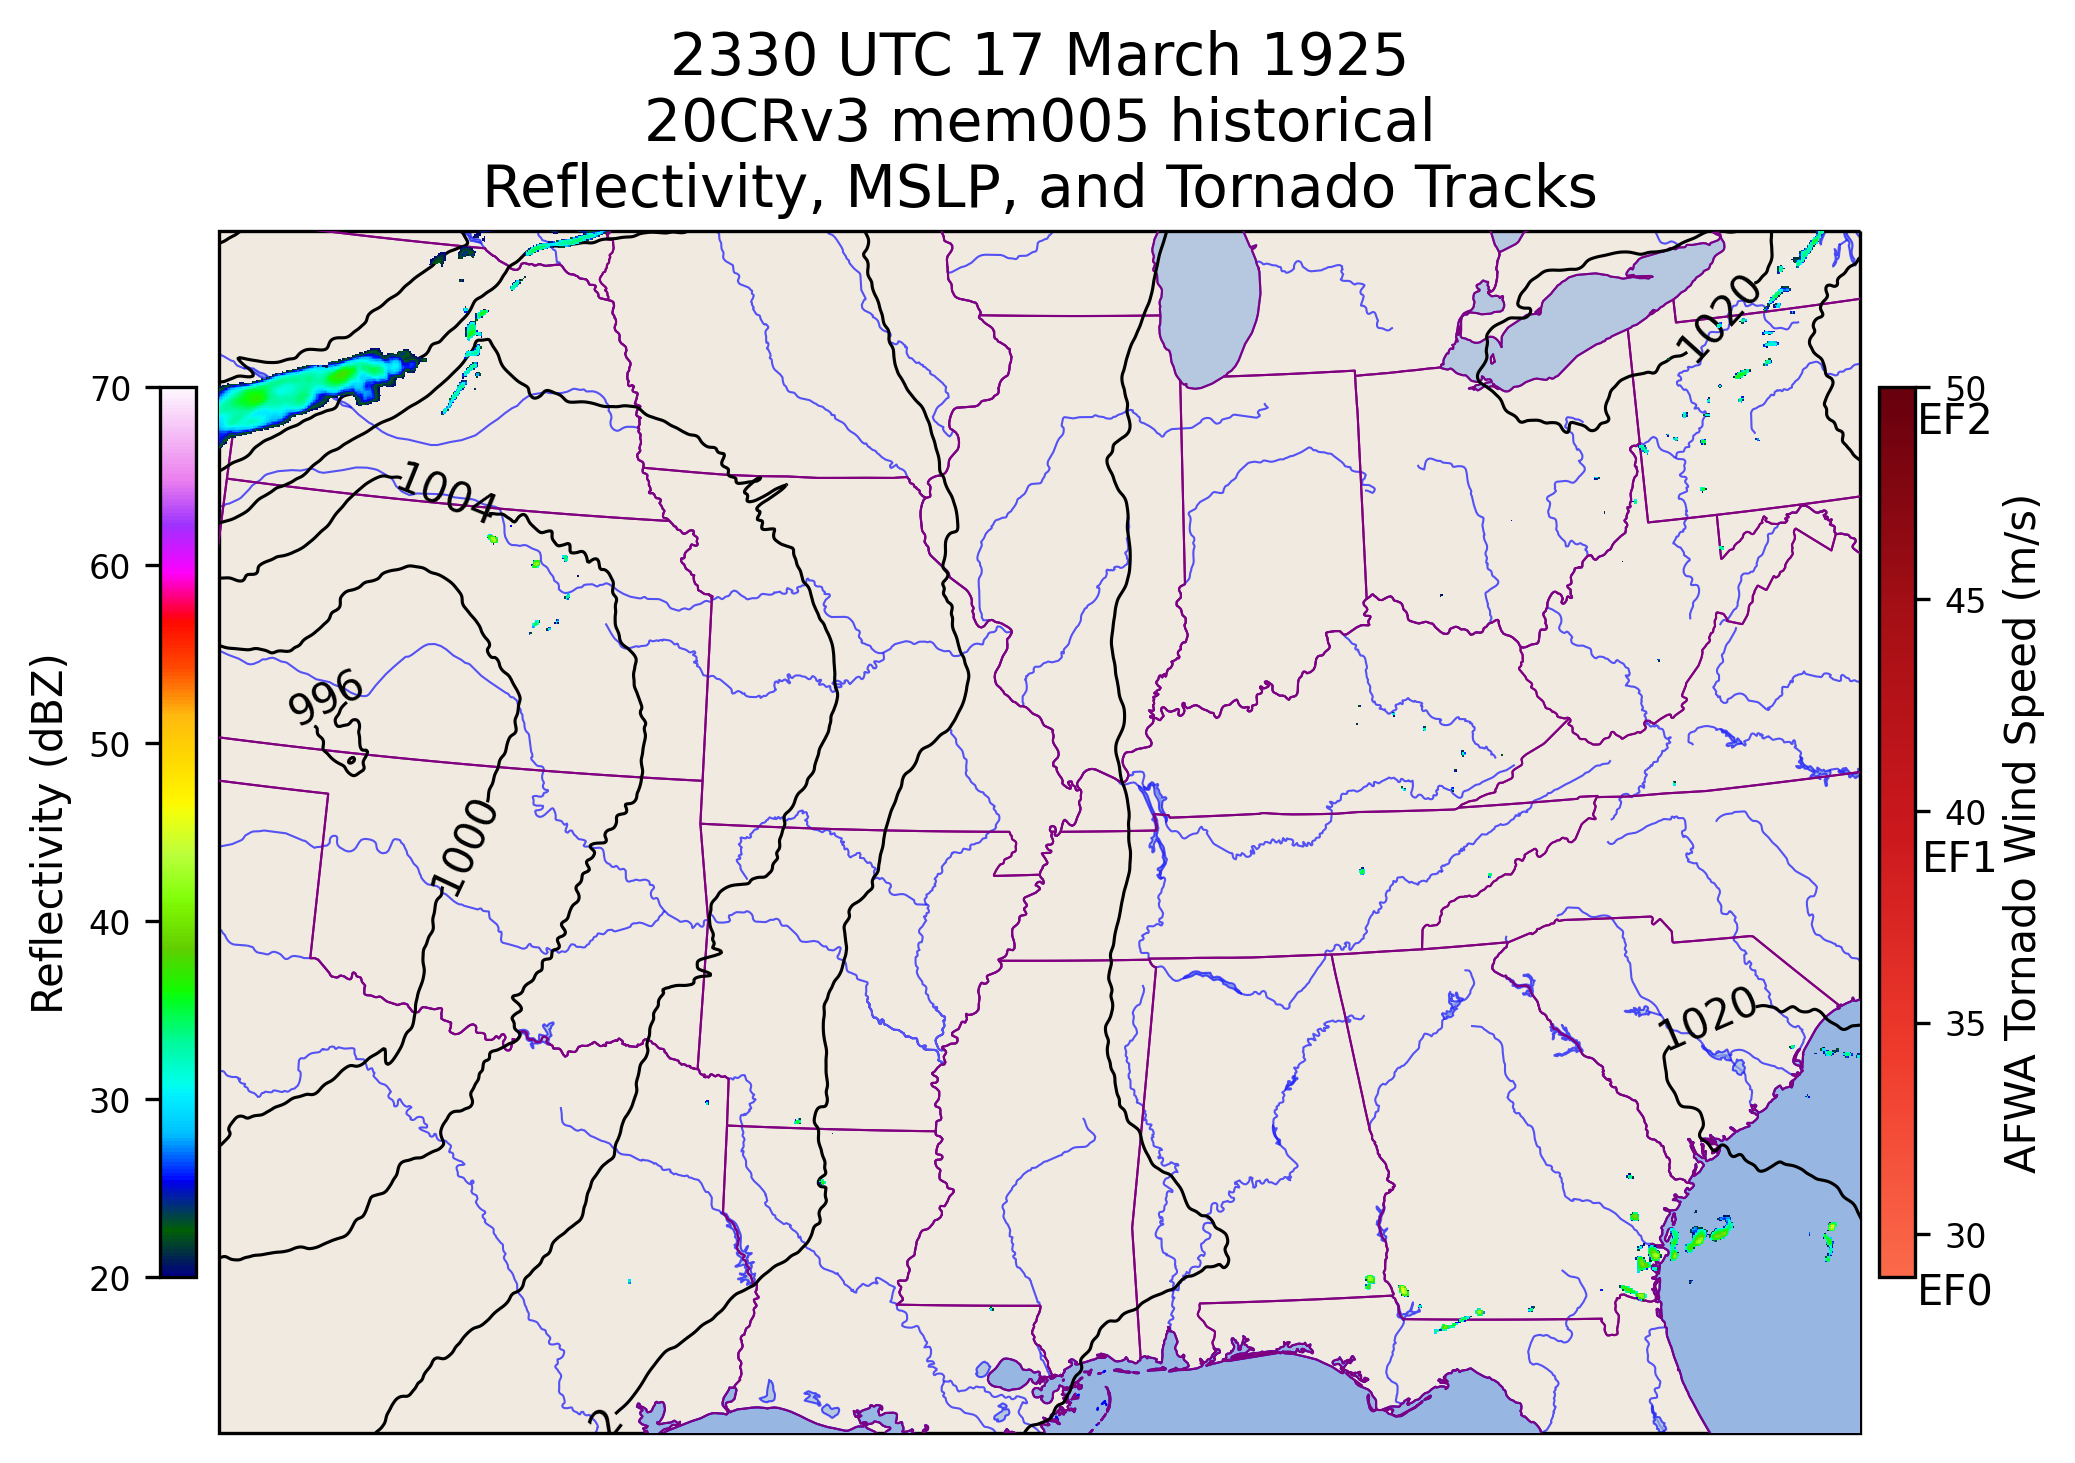 2330 UTC 17 March 1925
20CRv3 mem005 historical
Reflectivity, MSLP, and Tornado Tracks
1020
1004
996
1000
1020
70
60
50
40
30
20
Reflectivity (dBZ)
50
EF2
45
40
EF1
35
30
EF0
AFWA Tornado Wind Speed (m/s)